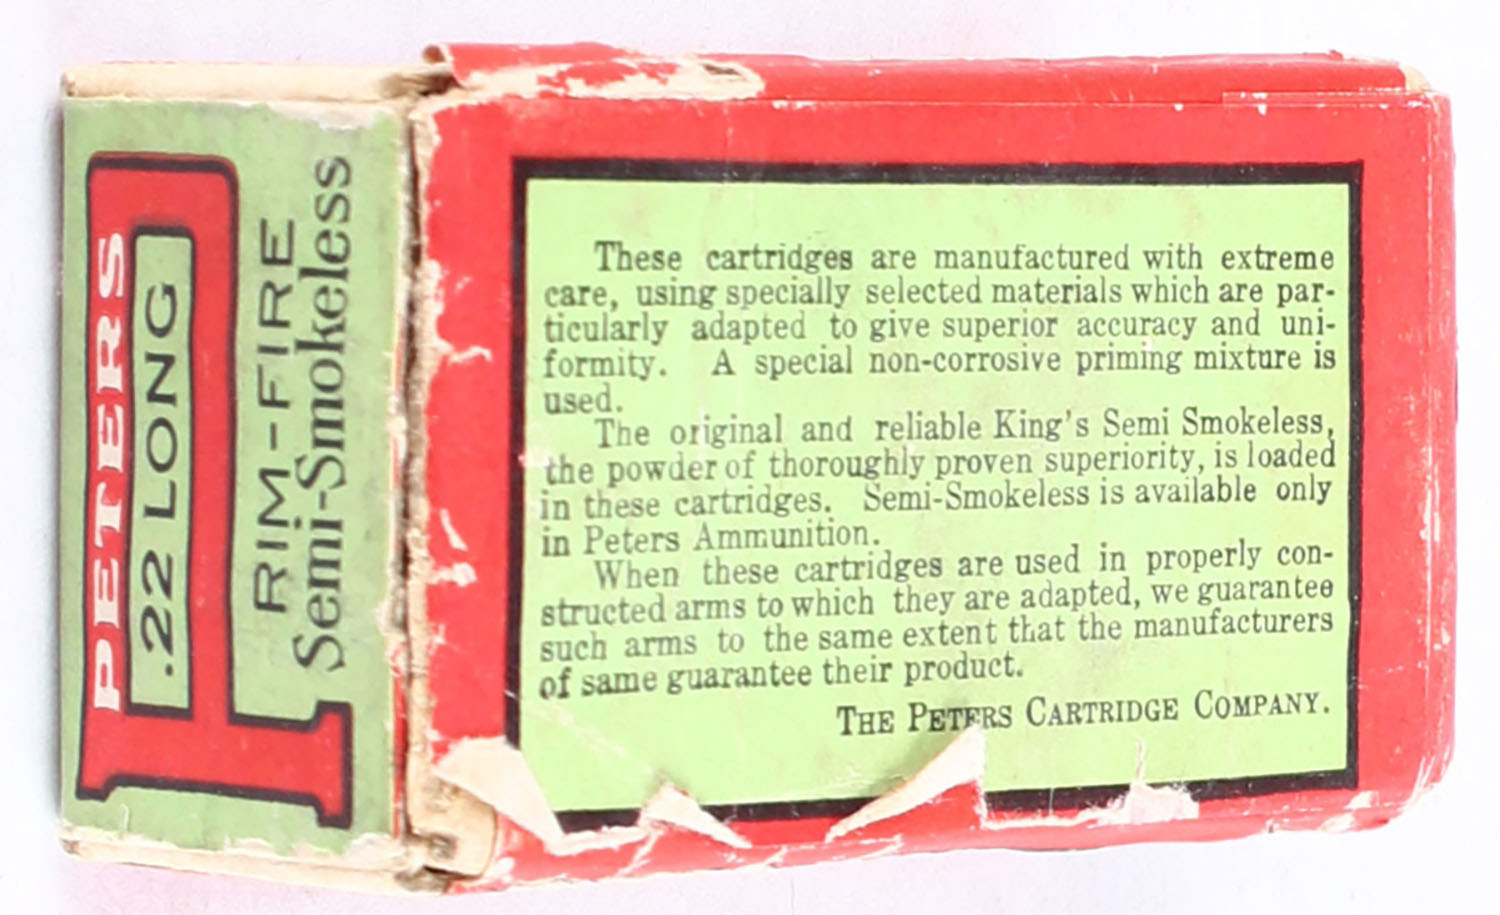 PETERS
.22 LONG
RIM-FIRE
Semi-Smokeless
These cartridges are manufactured with extreme
care, using specially selected materials which are par-
ticularly adapted to give superior accuracy and uni-
formity. A special non-corrosive priming mixture is
used.
The original and reliable King's Semi Smokeless,
the powder of thoroughly proven superiority, is loaded
in these cartridges. Semi-Smokeless is available only
in Peters Ammunition.
When these cartridges are used in properly con-
structed arms to which they are adapted, we guarantee
such arms to the same extent that the manufacturers
of same guarantee their product.
THE PETERS CARTRIDGE COMPANY.